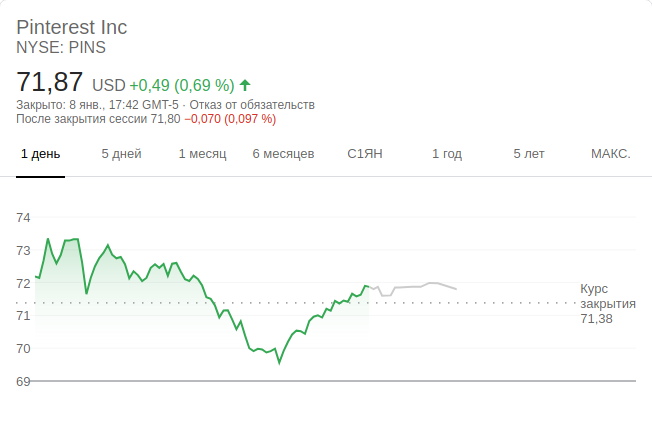 Pinterest Inc
NYSE: PINS
71,87 USD +0,49 (0,69 %)
Закрыто: 8 янв., 17:42 GMT-5 · Отказ от обязательств
После закрытия сессии 71,80 −0,070 (0,097 %)
1 день 5 дней 1 месяц 6 месяцев С1ЯН 1 год 5 лет МАКС.
74
73
72
71
70
69
Курс
закрытия
71,38